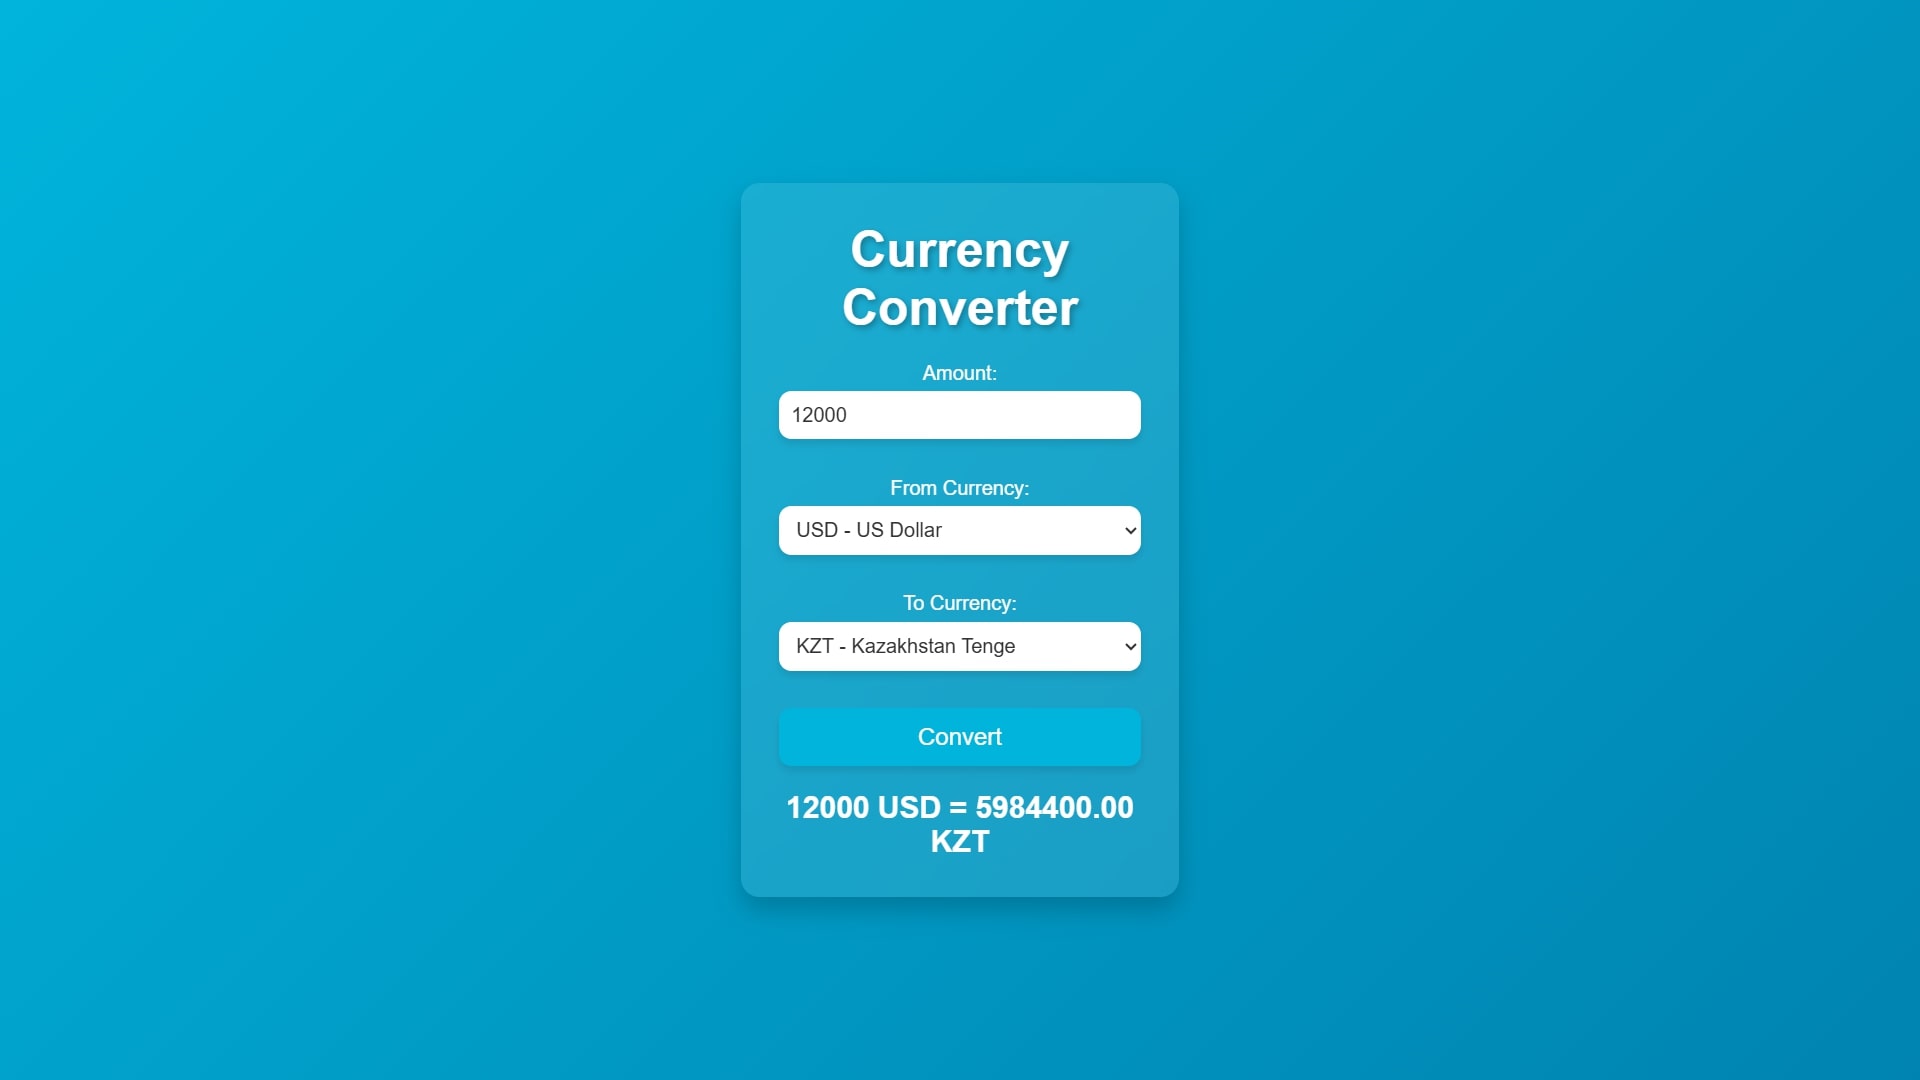 Currency
Converter
Amount:
12000
From Currency:
USD - US Dollar
To Currency:
KZT - Kazakhstan Tenge
Convert
12000 USD = 5984400.00
KZT